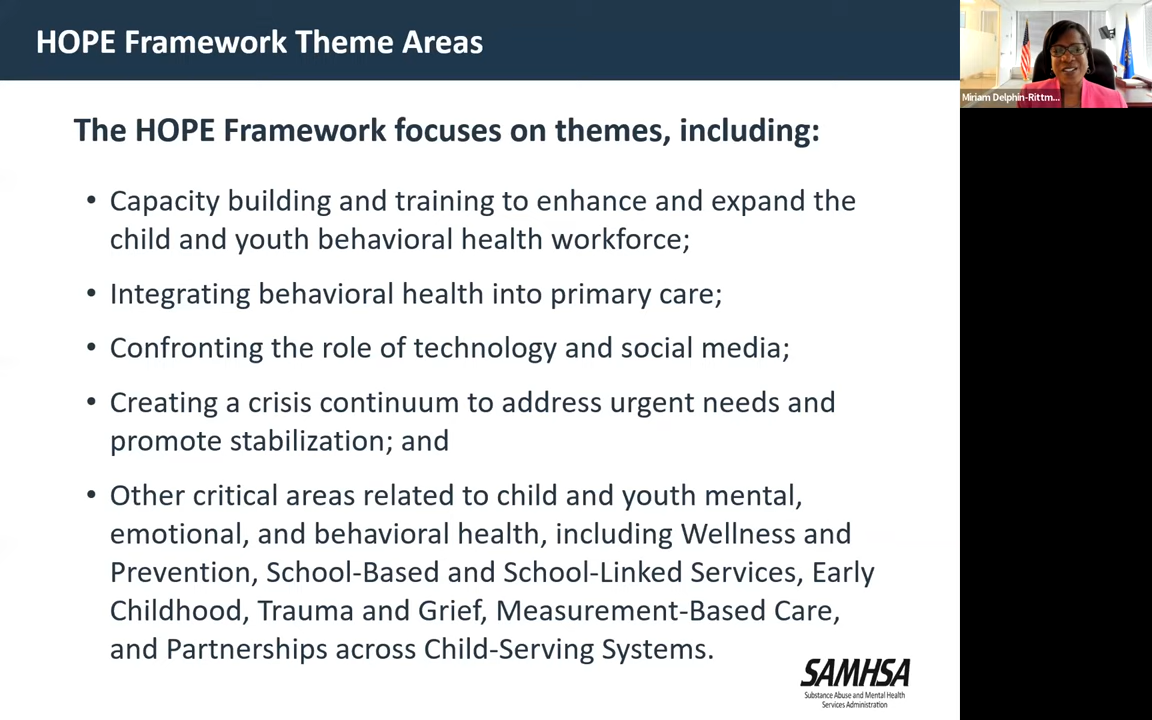 HOPE Framework Theme Areas
Miriam Delphin-Rittm...
The HOPE Framework focuses on themes, including:
• Capacity building and training to enhance and expand the
child and youth behavioral health workforce;
• Integrating behavioral health into primary care;
• Confronting the role of technology and social media;
• Creating a crisis continuum to address urgent needs and
promote stabilization; and
• Other critical areas related to child and youth mental,
emotional, and behavioral health, including Wellness and
Prevention, School-Based and School-Linked Services, Early
Childhood, Trauma and Grief, Measurement-Based Care,
and Partnerships across Child-Serving Systems.
SAMHSA
Substance Abuse and Mental Health
Services Administration